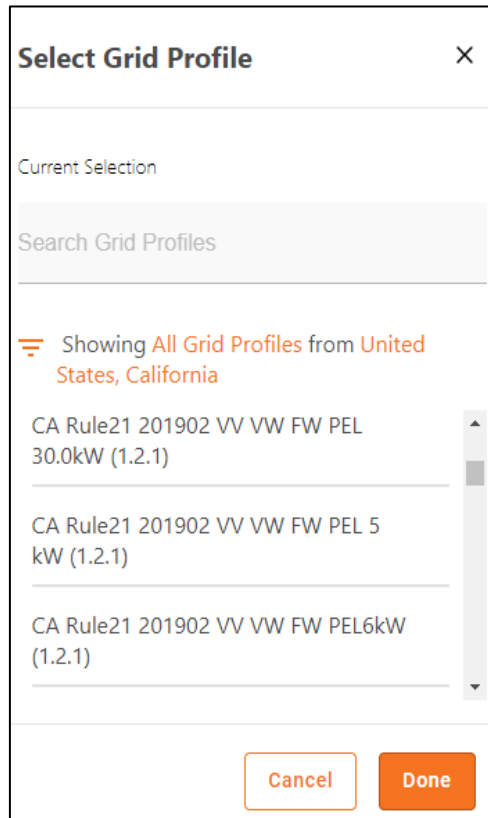 Select Grid Profile
Current Selection
Search Grid Profiles
Showing All Grid Profiles from United
States, California
CA Rule21 201902 VV VW FW PEL
30.0kW (1.2.1)
CA Rule21 201902 VV VW FW PEL 5
kW (1.2.1)
CA Rule21 201902 VV VW FW PEL6kW
(1.2.1)
Cancel Done